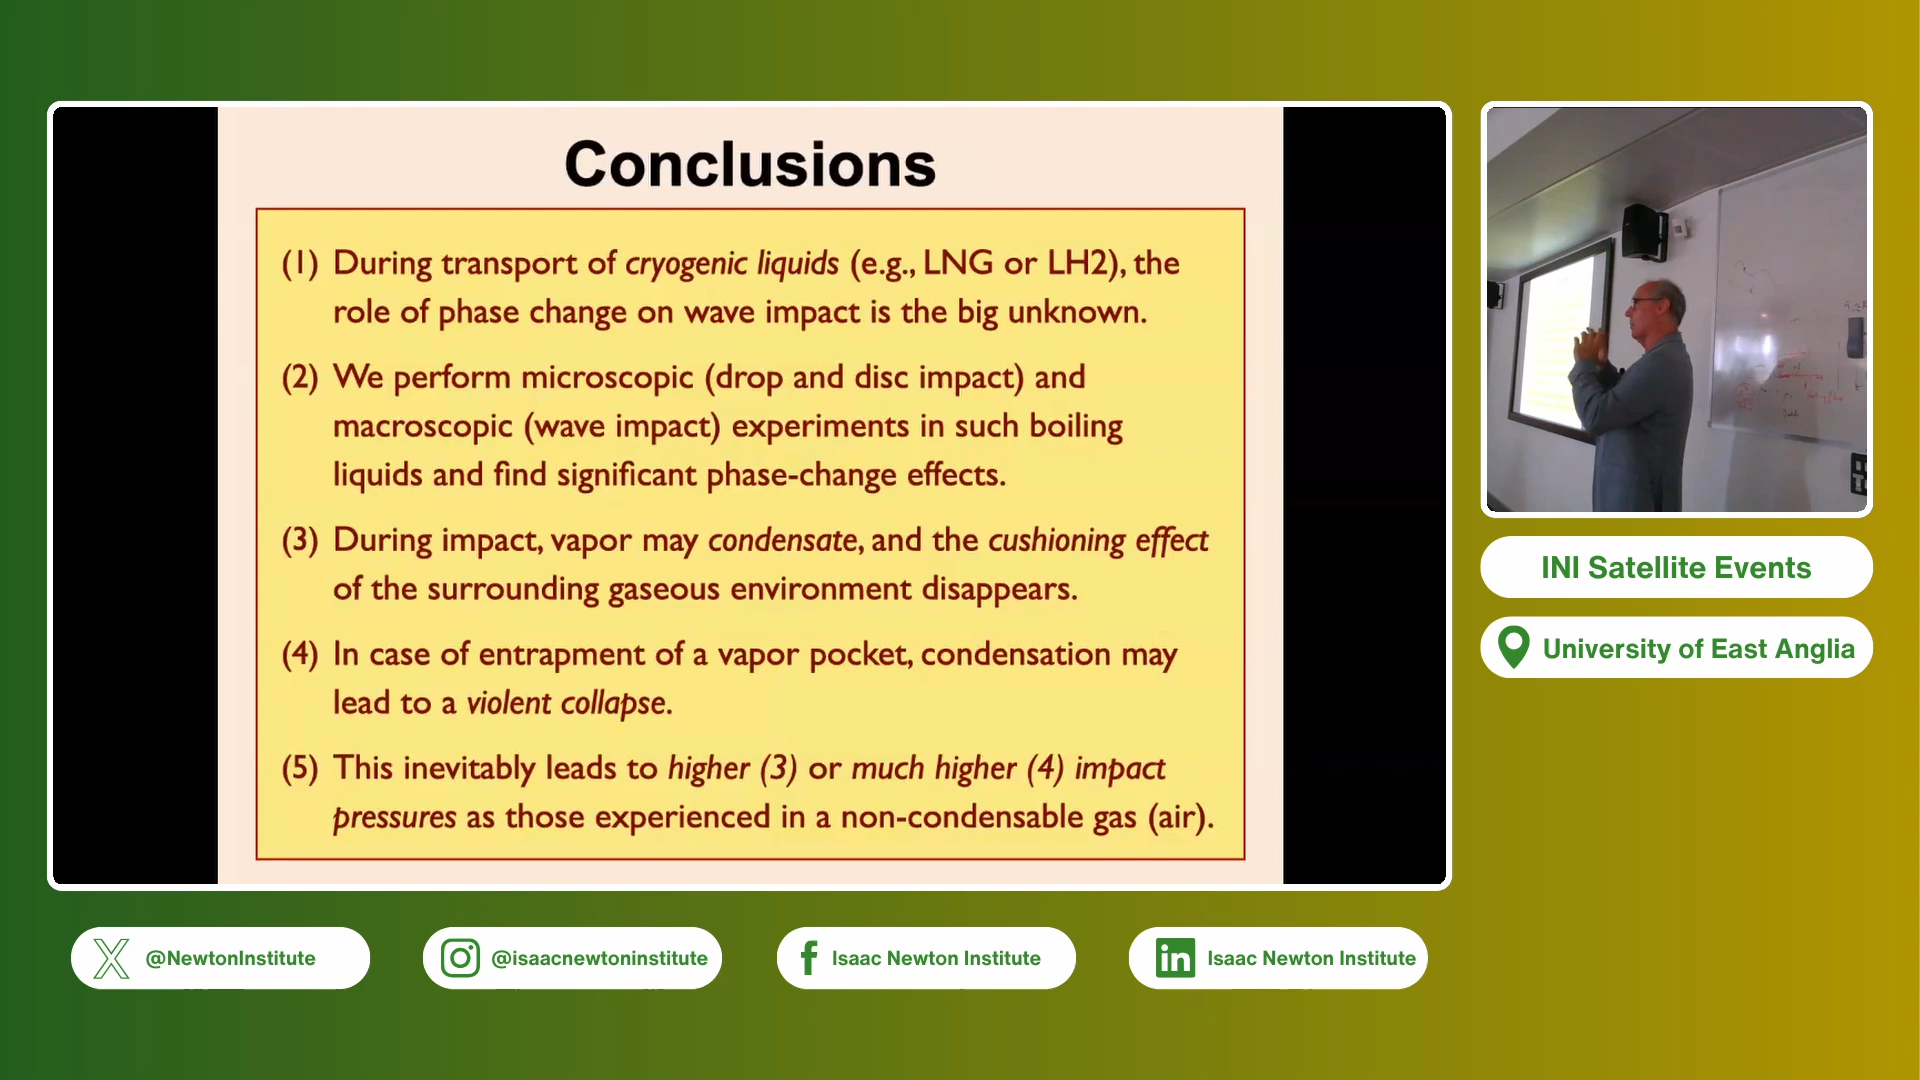 Conclusions
(1) During transport of cryogenic liquids (e.g., LNG or LH2), the
role of phase change on wave impact is the big unknown.
(2) We perform microscopic (drop and disc impact) and
macroscopic (wave impact) experiments in such boiling
liquids and find significant phase-change effects.
(3) During impact, vapor may condensate, and the cushioning effect
of the surrounding gaseous environment disappears.
(4) In case of entrapment of a vapor pocket, condensation may
lead to a violent collapse.
(5) This inevitably leads to higher (3) or much higher (4) impact
pressures as those experienced in a non-condensable gas (air).
INI Satellite Events
University of East Anglia
@NewtonInstitute
@isaacnewtoninstitute
Isaac Newton Institute
Isaac Newton Institute